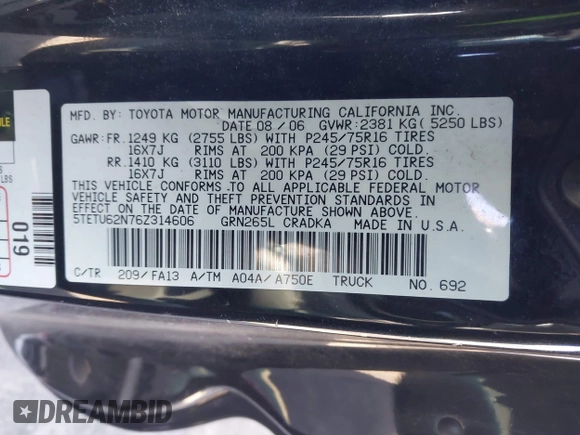 MFD. BY: TOYOTA MOTOR MANUFACTURING CALIFORNIA INC.
DATE 08/06 GVWR: 2381 KG (5250 LBS)
GAWR: FR. 1249 KG (2755 LBS) WITH P245/75R16 TIRES
16X7J RIMS AT 200 KPA (29 PSI) COLD.
RR. 1410 KG (3110 LBS) WITH P245/75R16 TIRES
16X7J RIMS AT 200 KPA (29 PSI) COLD.
THIS VEHICLE CONFORMS TO ALL APPLICABLE FEDERAL MOTOR
VEHICLE SAFETY AND THEFT PREVENTION STANDARDS IN
EFFECT ON THE DATE OF MANUFACTURE SHOWN ABOVE.
5TETU62N76Z314606 GRN265L CRADKA MADE IN U.S.A.
C/TR 209/FA13 A/TM A04A/A750E TRUCK NO. 692
019
DREAMBID